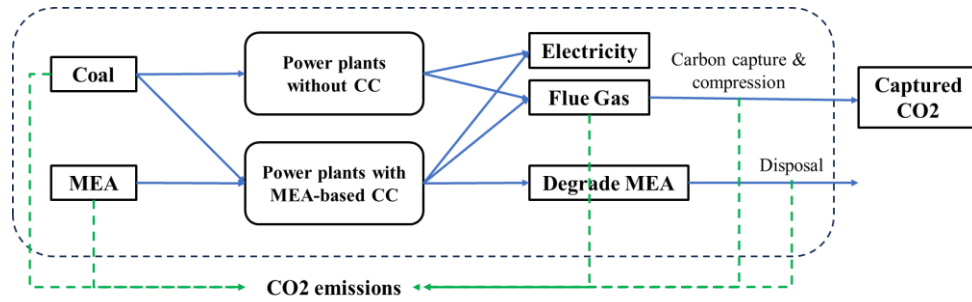 Coal
MEA
Power plants
without CC
Power plants with
MEA-based CC
Electricity
Flue Gas
Degrade MEA
Carbon capture &
compression
Disposal
Captured
CO2
CO2 emissions